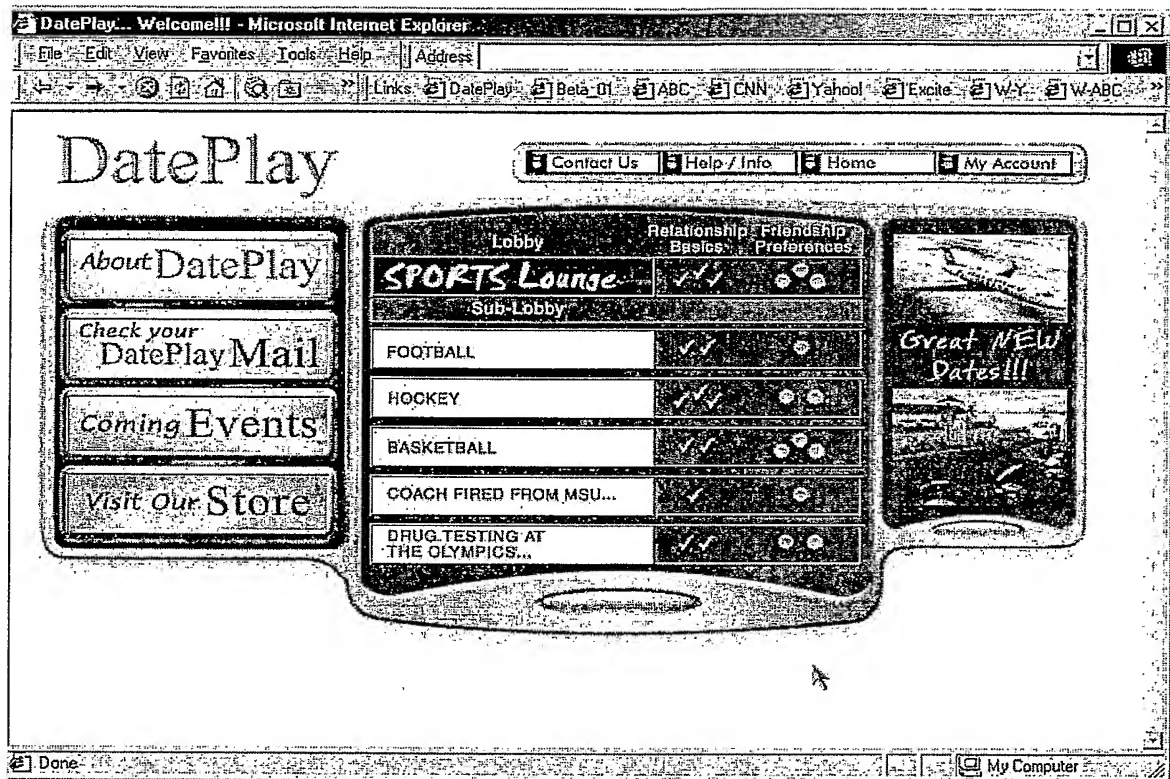 DatePlay... Welcome!!! - Microsoft Internet Explorer
File Edit View Favorites Tools Help Address
Links DatePlay Beta_01 ABC CNN Yahoo! Excite W-Y W-ABC
DatePlay
Contact Us Help / Info Home My Account
About DatePlay
Check your
DatePlay Mail
Coming Events
Visit Our Store
Lobby Relationship Basics Friendship Preferences
SPORTS Lounge
Sub-Lobby
FOOTBALL
HOCKEY
BASKETBALL
COACH FIRED FROM MSU...
DRUG TESTING AT
THE OLYMPICS...
Great NEW
Dates!!!
Done My Computer